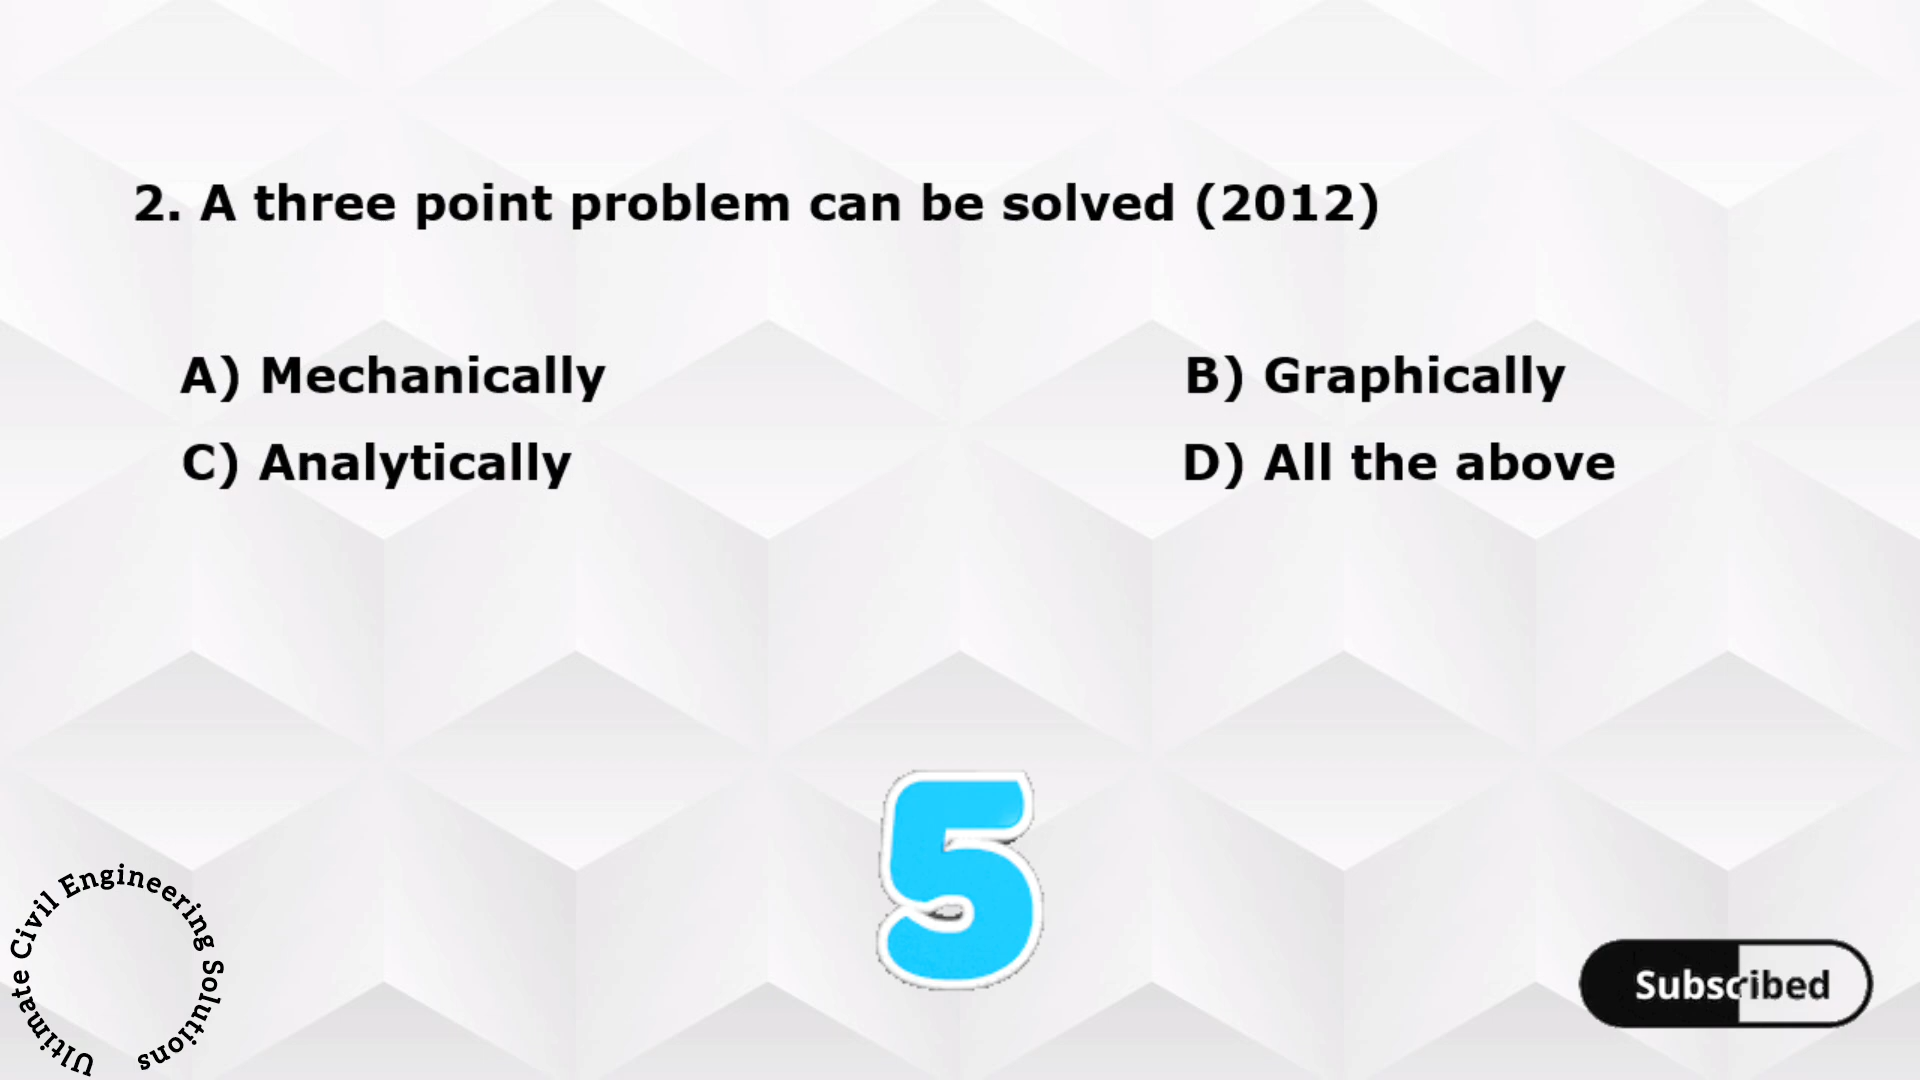 2. A three point problem can be solved (2012)
A) Mechanically
B) Graphically
C) Analytically
D) All the above
5
Ultimate Civil Engineering Solutions
Subscribed